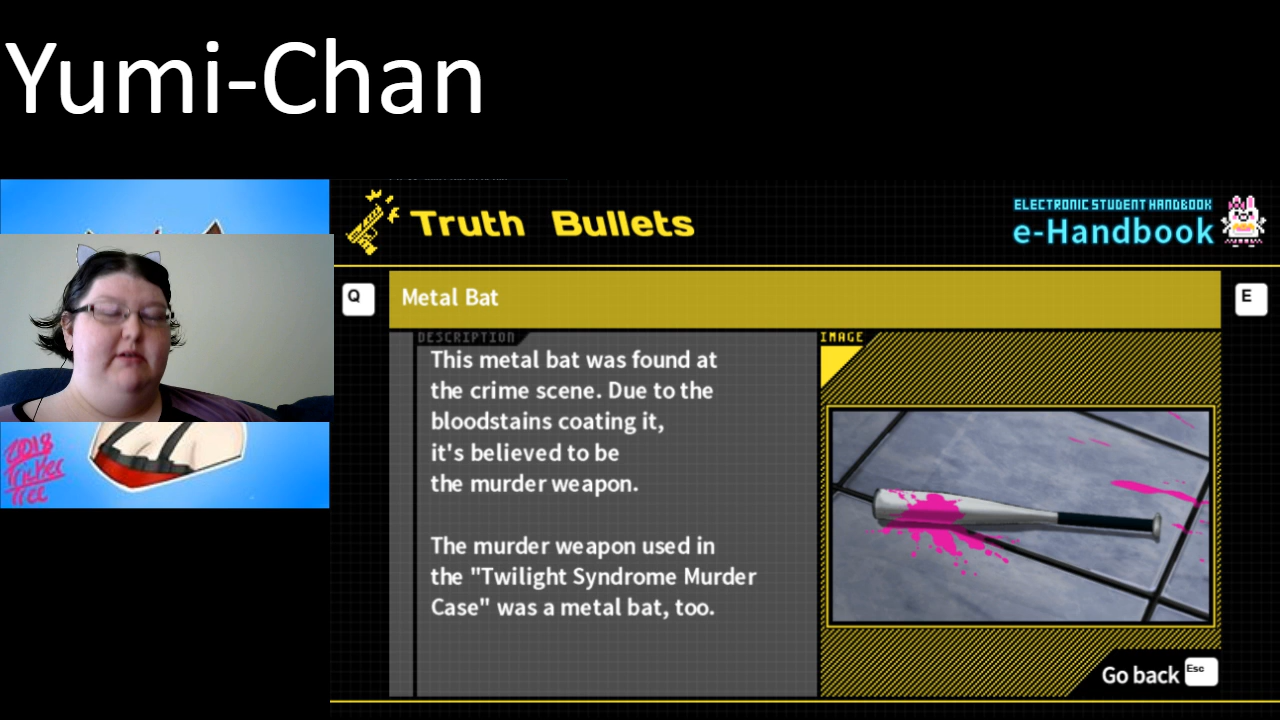 Yumi-Chan
Truth Bullets
ELECTRONIC STUDENT HANDBOOK
e-Handbook
Q
Metal Bat
E
DESCRIPTION
IMAGE
This metal bat was found at
the crime scene. Due to the
bloodstains coating it,
it's believed to be
the murder weapon.
The murder weapon used in
the "Twilight Syndrome Murder
Case" was a metal bat, too.
2018
Tricker
Tree
Go back Esc